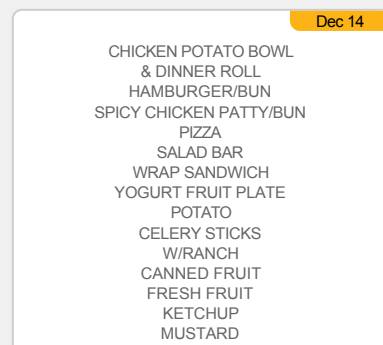 Dec 14
CHICKEN POTATO BOWL
& DINNER ROLL
HAMBURGER/BUN
SPICY CHICKEN PATTY/BUN
PIZZA
SALAD BAR
WRAP SANDWICH
YOGURT FRUIT PLATE
POTATO
CELERY STICKS
W/RANCH
CANNED FRUIT
FRESH FRUIT
KETCHUP
MUSTARD